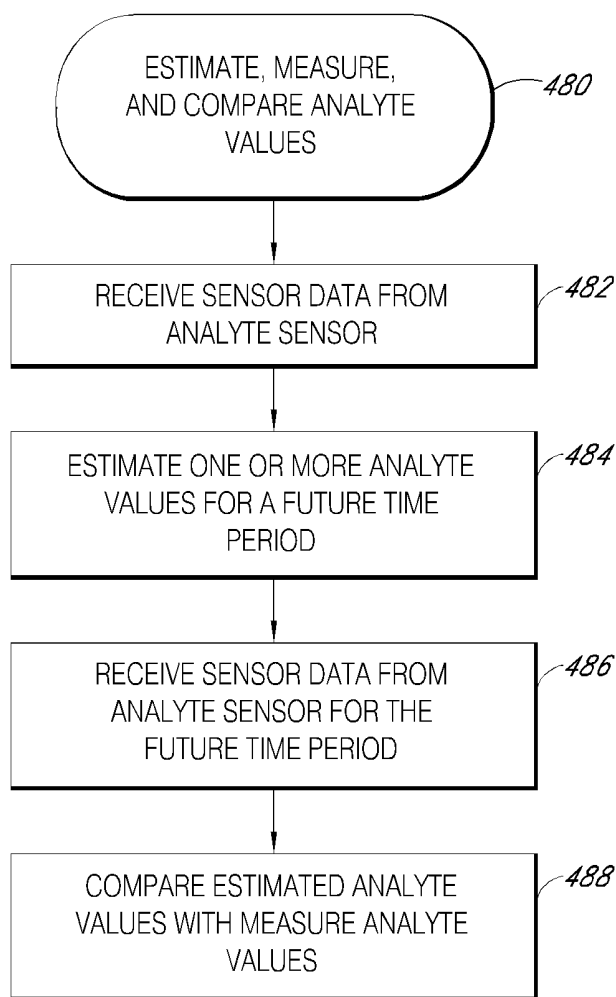 ESTIMATE, MEASURE,
AND COMPARE ANALYTE
VALUES
480
RECEIVE SENSOR DATA FROM
ANALYTE SENSOR
482
ESTIMATE ONE OR MORE ANALYTE
VALUES FOR A FUTURE TIME
PERIOD
484
RECEIVE SENSOR DATA FROM
ANALYTE SENSOR FOR THE
FUTURE TIME PERIOD
486
COMPARE ESTIMATED ANALYTE
VALUES WITH MEASURE ANALYTE
VALUES
488